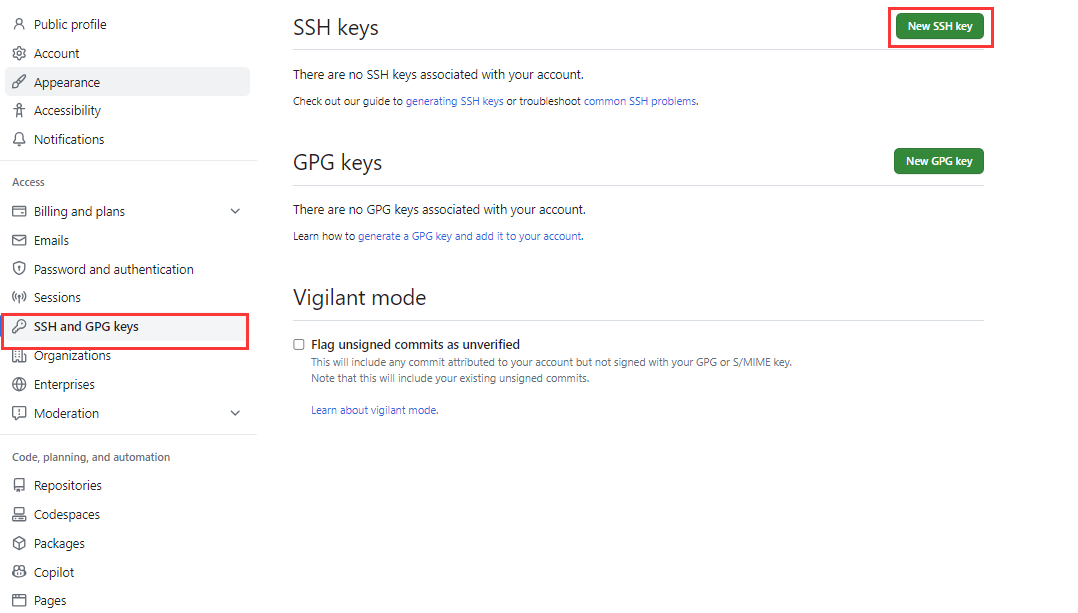 Public profile
Account
Appearance
Accessibility
Notifications
Access
Billing and plans
Emails
Password and authentication
Sessions
SSH and GPG keys
Organizations
Enterprises
Moderation
Code, planning, and automation
Repositories
Codespaces
Packages
Copilot
Pages
SSH keys
New SSH key
There are no SSH keys associated with your account.
Check out our guide to generating SSH keys or troubleshoot common SSH problems.
GPG keys
New GPG key
There are no GPG keys associated with your account.
Learn how to generate a GPG key and add it to your account.
Vigilant mode
Flag unsigned commits as unverified
This will include any commit attributed to your account but not signed with your GPG or S/MIME key.
Note that this will include your existing unsigned commits.
Learn about vigilant mode.